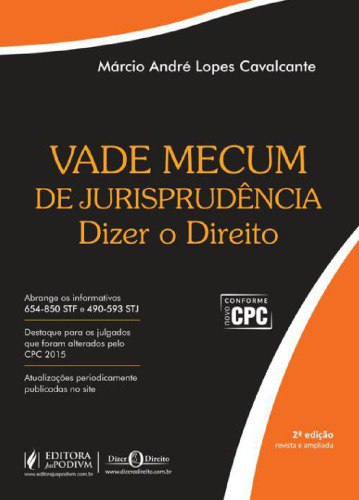 Márcio André Lopes Cavalcante
VADE MECUM
DE JURISPRUDÊNCIA
Dizer o Direito
Abrange os informativos
654-850 STF e 490-593 STJ
Destaque para os julgados
que foram alterados pelo
CPC 2015
Atualizações periodicamente
publicadas no site
CONFORME
novo CPC
2ª edição
revista e ampliada
EDITORA
JusPODIVM
www.editorajuspodivm.com.br
Dizer o Direito
www.dizerodireito.com.br